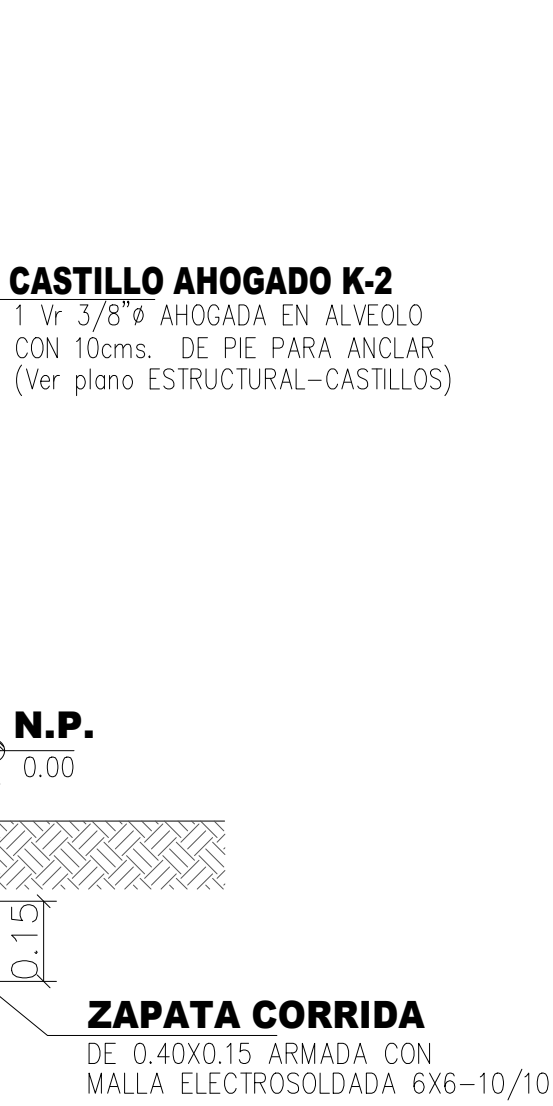 CASTILLO AHOGADO K-2
1 Vr 3/8"ø AHOGADA EN ALVEOLO
CON 10cms. DE PIE PARA ANCLAR
(Ver plano ESTRUCTURAL-CASTILLOS)
N.P.
0.00
0.15
ZAPATA CORRIDA
DE 0.40X0.15 ARMADA CON
MALLA ELECTROSOLDADA 6X6-10/10